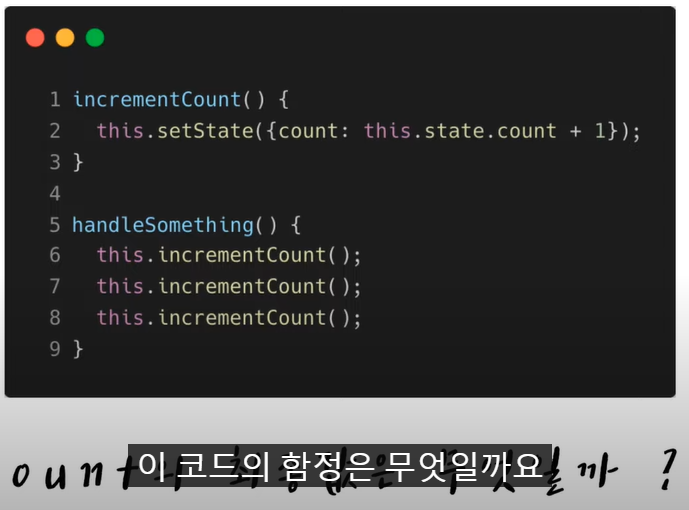 1 incrementCount() {
2   this.setState({count: this.state.count + 1});
3 }
4
5 handleSomething() {
6   this.incrementCount();
7   this.incrementCount();
8   this.incrementCount();
9 }
이 코드의 함정은 무엇일까요
ount 일까 ?